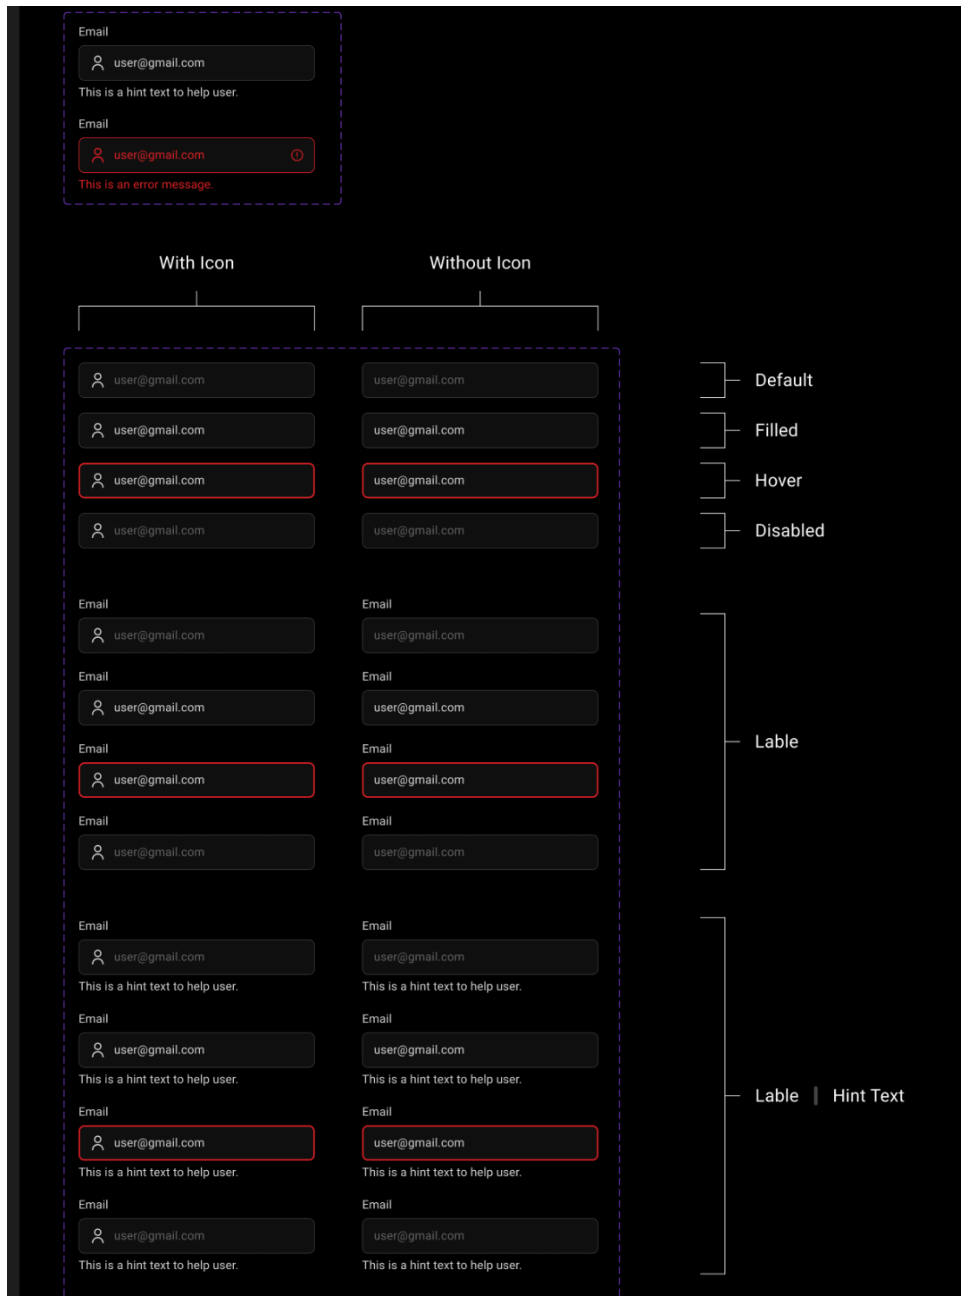 Email
user@gmail.com
This is a hint text to help user.
Email
user@gmail.com
This is an error message.
With Icon Without Icon
user@gmail.com user@gmail.com Default
user@gmail.com user@gmail.com Filled
user@gmail.com user@gmail.com Hover
user@gmail.com user@gmail.com Disabled
Email Email
user@gmail.com user@gmail.com
Email Email
user@gmail.com user@gmail.com
Lable
Email Email
user@gmail.com user@gmail.com
Email Email
user@gmail.com user@gmail.com
Email Email
user@gmail.com user@gmail.com
This is a hint text to help user. This is a hint text to help user.
Email Email
user@gmail.com user@gmail.com
This is a hint text to help user. This is a hint text to help user.
Lable | Hint Text
Email Email
user@gmail.com user@gmail.com
This is a hint text to help user. This is a hint text to help user.
Email Email
user@gmail.com user@gmail.com
This is a hint text to help user. This is a hint text to help user.